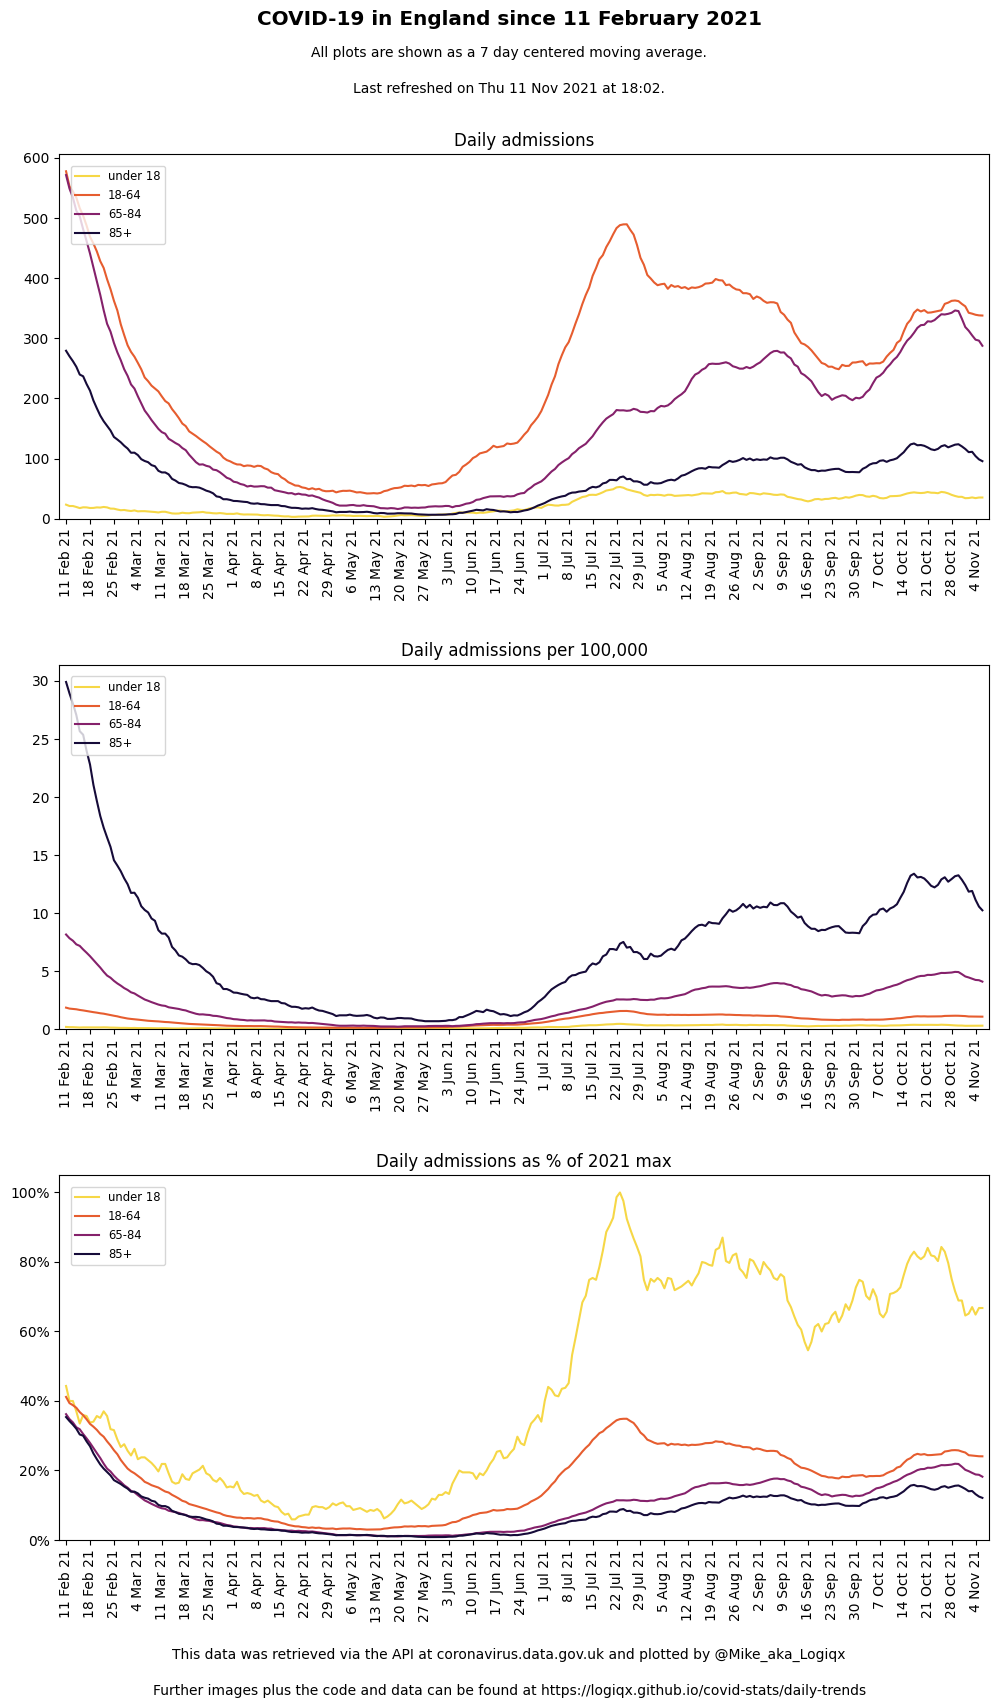 COVID-19 in England since 11 February 2021
All plots are shown as a 7 day centered moving average.
Last refreshed on Thu 11 Nov 2021 at 18:02.
Daily admissions
600
500
400
300
200
100
0
under 18
18-64
65-84
85+
11 Feb 21
18 Feb 21
25 Feb 21
4 Mar 21
11 Mar 21
18 Mar 21
25 Mar 21
1 Apr 21
8 Apr 21
15 Apr 21
22 Apr 21
29 Apr 21
6 May 21
13 May 21
20 May 21
27 May 21
3 Jun 21
10 Jun 21
17 Jun 21
24 Jun 21
1 Jul 21
8 Jul 21
15 Jul 21
22 Jul 21
29 Jul 21
5 Aug 21
12 Aug 21
19 Aug 21
26 Aug 21
2 Sep 21
9 Sep 21
16 Sep 21
23 Sep 21
30 Sep 21
7 Oct 21
14 Oct 21
21 Oct 21
28 Oct 21
4 Nov 21
Daily admissions per 100,000
30
25
20
15
10
5
0
under 18
18-64
65-84
85+
11 Feb 21
18 Feb 21
25 Feb 21
4 Mar 21
11 Mar 21
18 Mar 21
25 Mar 21
1 Apr 21
8 Apr 21
15 Apr 21
22 Apr 21
29 Apr 21
6 May 21
13 May 21
20 May 21
27 May 21
3 Jun 21
10 Jun 21
17 Jun 21
24 Jun 21
1 Jul 21
8 Jul 21
15 Jul 21
22 Jul 21
29 Jul 21
5 Aug 21
12 Aug 21
19 Aug 21
26 Aug 21
2 Sep 21
9 Sep 21
16 Sep 21
23 Sep 21
30 Sep 21
7 Oct 21
14 Oct 21
21 Oct 21
28 Oct 21
4 Nov 21
Daily admissions as % of 2021 max
100%
80%
60%
40%
20%
0%
under 18
18-64
65-84
85+
11 Feb 21
18 Feb 21
25 Feb 21
4 Mar 21
11 Mar 21
18 Mar 21
25 Mar 21
1 Apr 21
8 Apr 21
15 Apr 21
22 Apr 21
29 Apr 21
6 May 21
13 May 21
20 May 21
27 May 21
3 Jun 21
10 Jun 21
17 Jun 21
24 Jun 21
1 Jul 21
8 Jul 21
15 Jul 21
22 Jul 21
29 Jul 21
5 Aug 21
12 Aug 21
19 Aug 21
26 Aug 21
2 Sep 21
9 Sep 21
16 Sep 21
23 Sep 21
30 Sep 21
7 Oct 21
14 Oct 21
21 Oct 21
28 Oct 21
4 Nov 21
This data was retrieved via the API at coronavirus.data.gov.uk and plotted by @Mike_aka_Logiqx
Further images plus the code and data can be found at https://logiqx.github.io/covid-stats/daily-trends